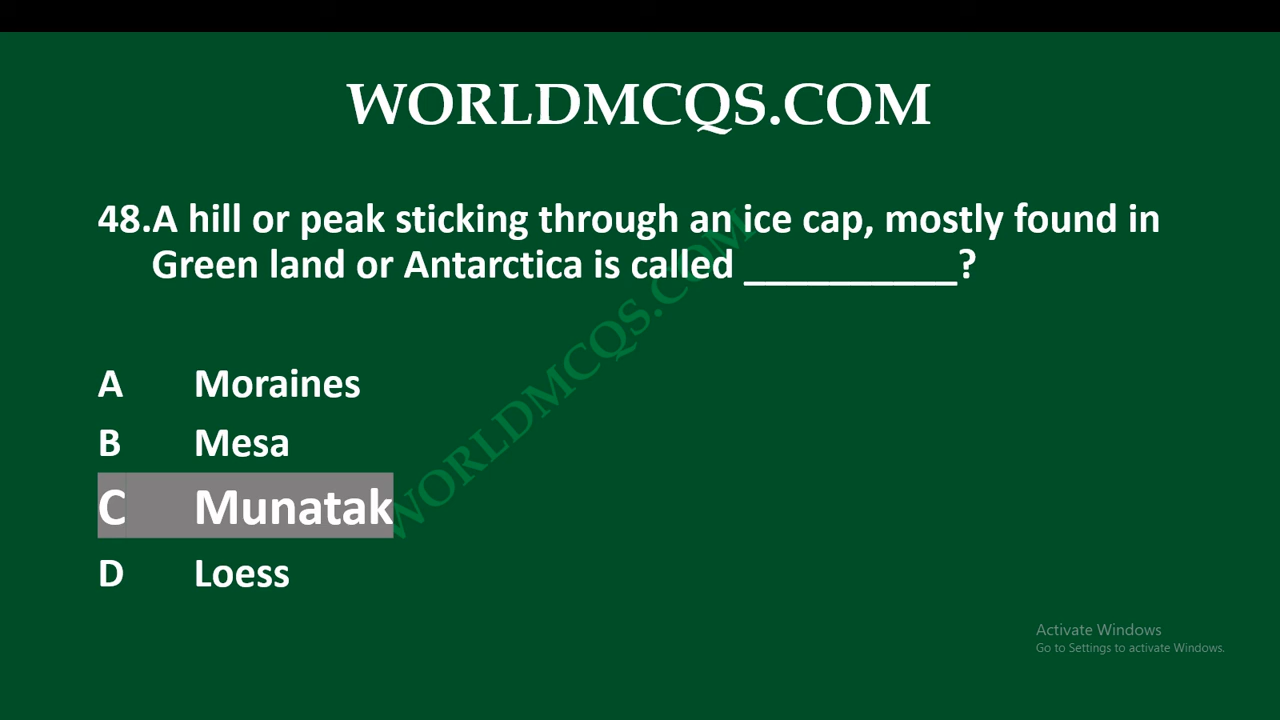 WORLDMCQS.COM
48.A hill or peak sticking through an ice cap, mostly found in
Green land or Antarctica is called __________?
A Moraines
B Mesa
C Munatak
D Loess
WORLDMCQS.COM
Activate Windows
Go to Settings to activate Windows.